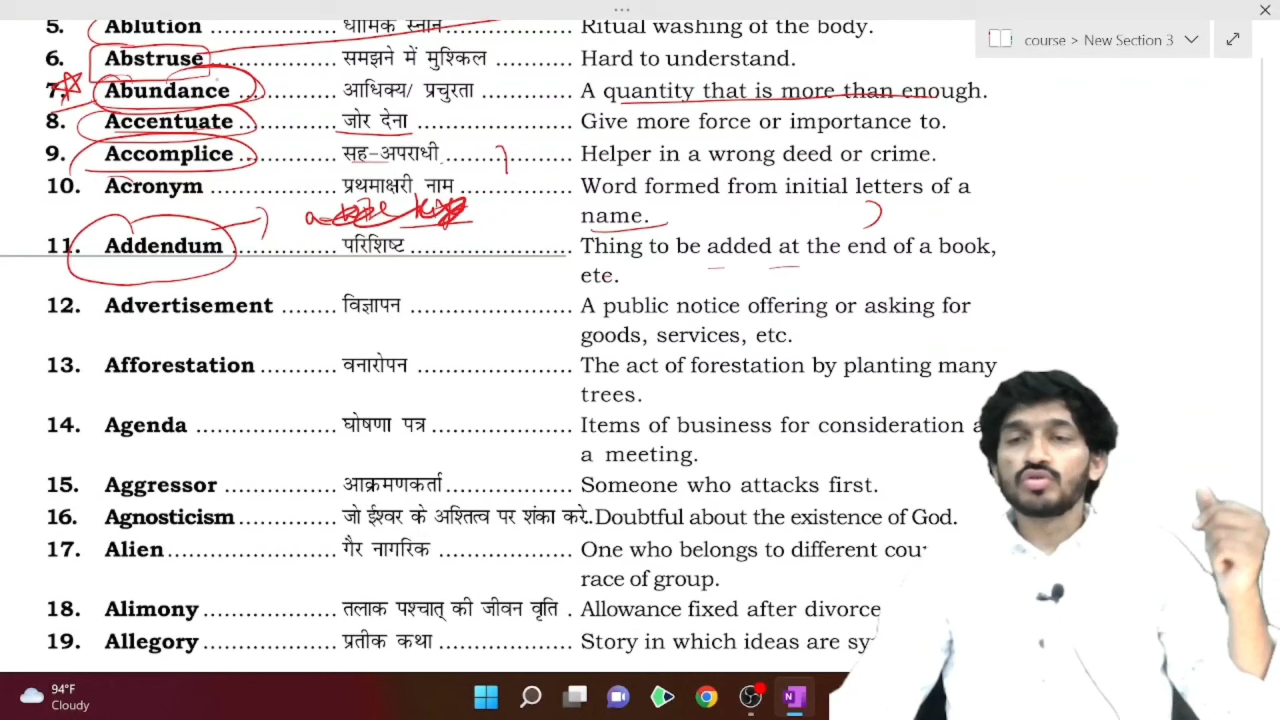 course > New Section 3
5. Ablution .................. धार्मिक स्नान .................. Ritual washing of the body.
6. Abstruse .................. समझने में मुश्किल ............ Hard to understand.
7. Abundance ............... आधिक्य/ प्रचुरता ............... A quantity that is more than enough.
8. Accentuate ............... जोर देना ........................ Give more force or importance to.
9. Accomplice ............... सह-अपराधी .................. Helper in a wrong deed or crime.
10. Acronym .................. प्रथमाक्षरी नाम .................. Word formed from initial letters of a
name.
11. Addendum ............... परिशिष्ट ........................ Thing to be added at the end of a book,
ete.
12. Advertisement ........ विज्ञापन ........................ A public notice offering or asking for
goods, services, etc.
13. Afforestation ........... वनारोपन ........................ The act of forestation by planting many
trees.
14. Agenda .................. घोषणा पत्र ..................... Items of business for consideration
a meeting.
15. Aggressor ............... आक्रमणकर्ता .................. Someone who attacks first.
16. Agnosticism ............ जो ईश्वर के अश्तित्व पर शंका करे. Doubtful about the existence of God.
17. Alien ..................... गैर नागरिक .................. One who belongs to different
race of group.
18. Alimony .................. तलाक पश्चात् की जीवन वृति . Allowance fixed after divorce
19. Allegory .................. प्रतीक कथा .................. Story in which ideas are
94°F
Cloudy